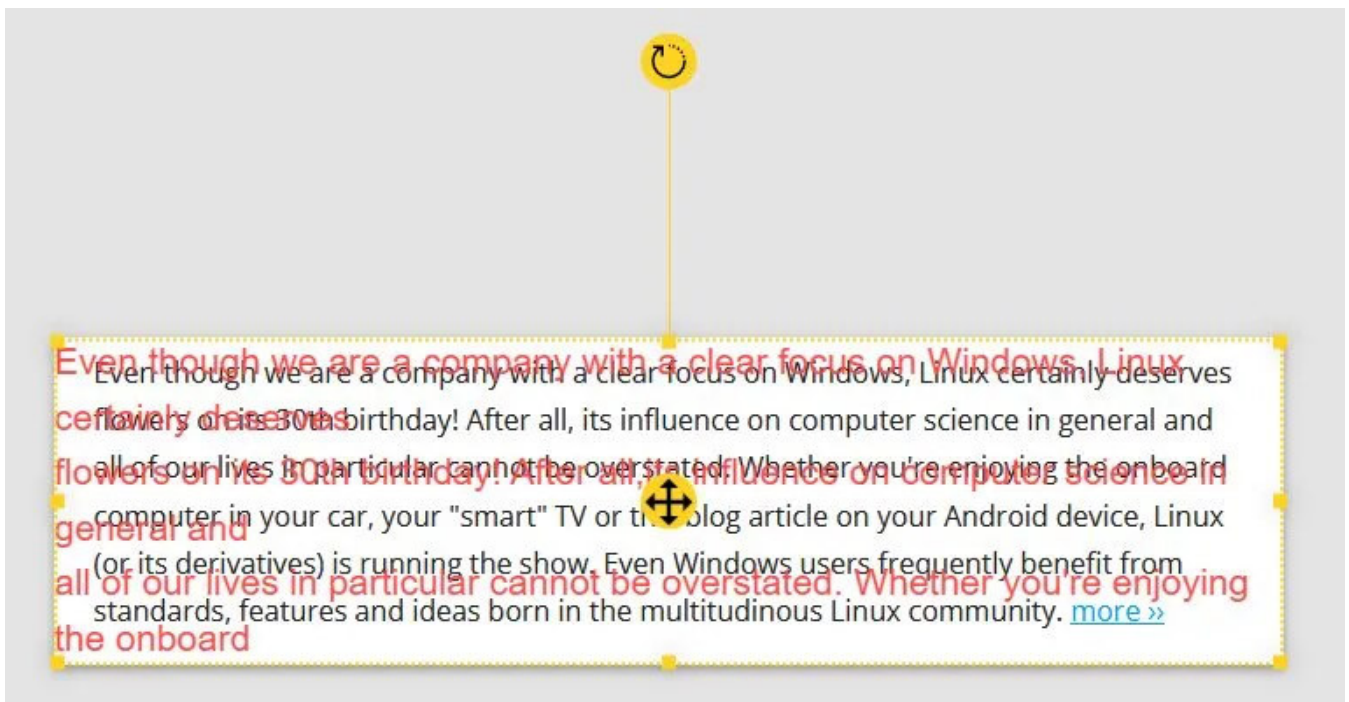 Even though we are a company with a clear focus on Windows, Linux
certainly deserves
flowers on its 30th birthday! After all, its influence on computer science in
general and
all of our lives in particular cannot be overstated. Whether you're enjoying
the onboard
Even though we are a company with a clear focus on Windows, Linux certainly deserves
flowers on its 30th birthday! After all, its influence on computer science in general and
all of our lives in particular cannot be overstated. Whether you're enjoying the onboard
computer in your car, your "smart" TV or blog article on your Android device, Linux
(or its derivatives) is running the show. Even Windows users frequently benefit from
standards, features and ideas born in the multitudinous Linux community. more »